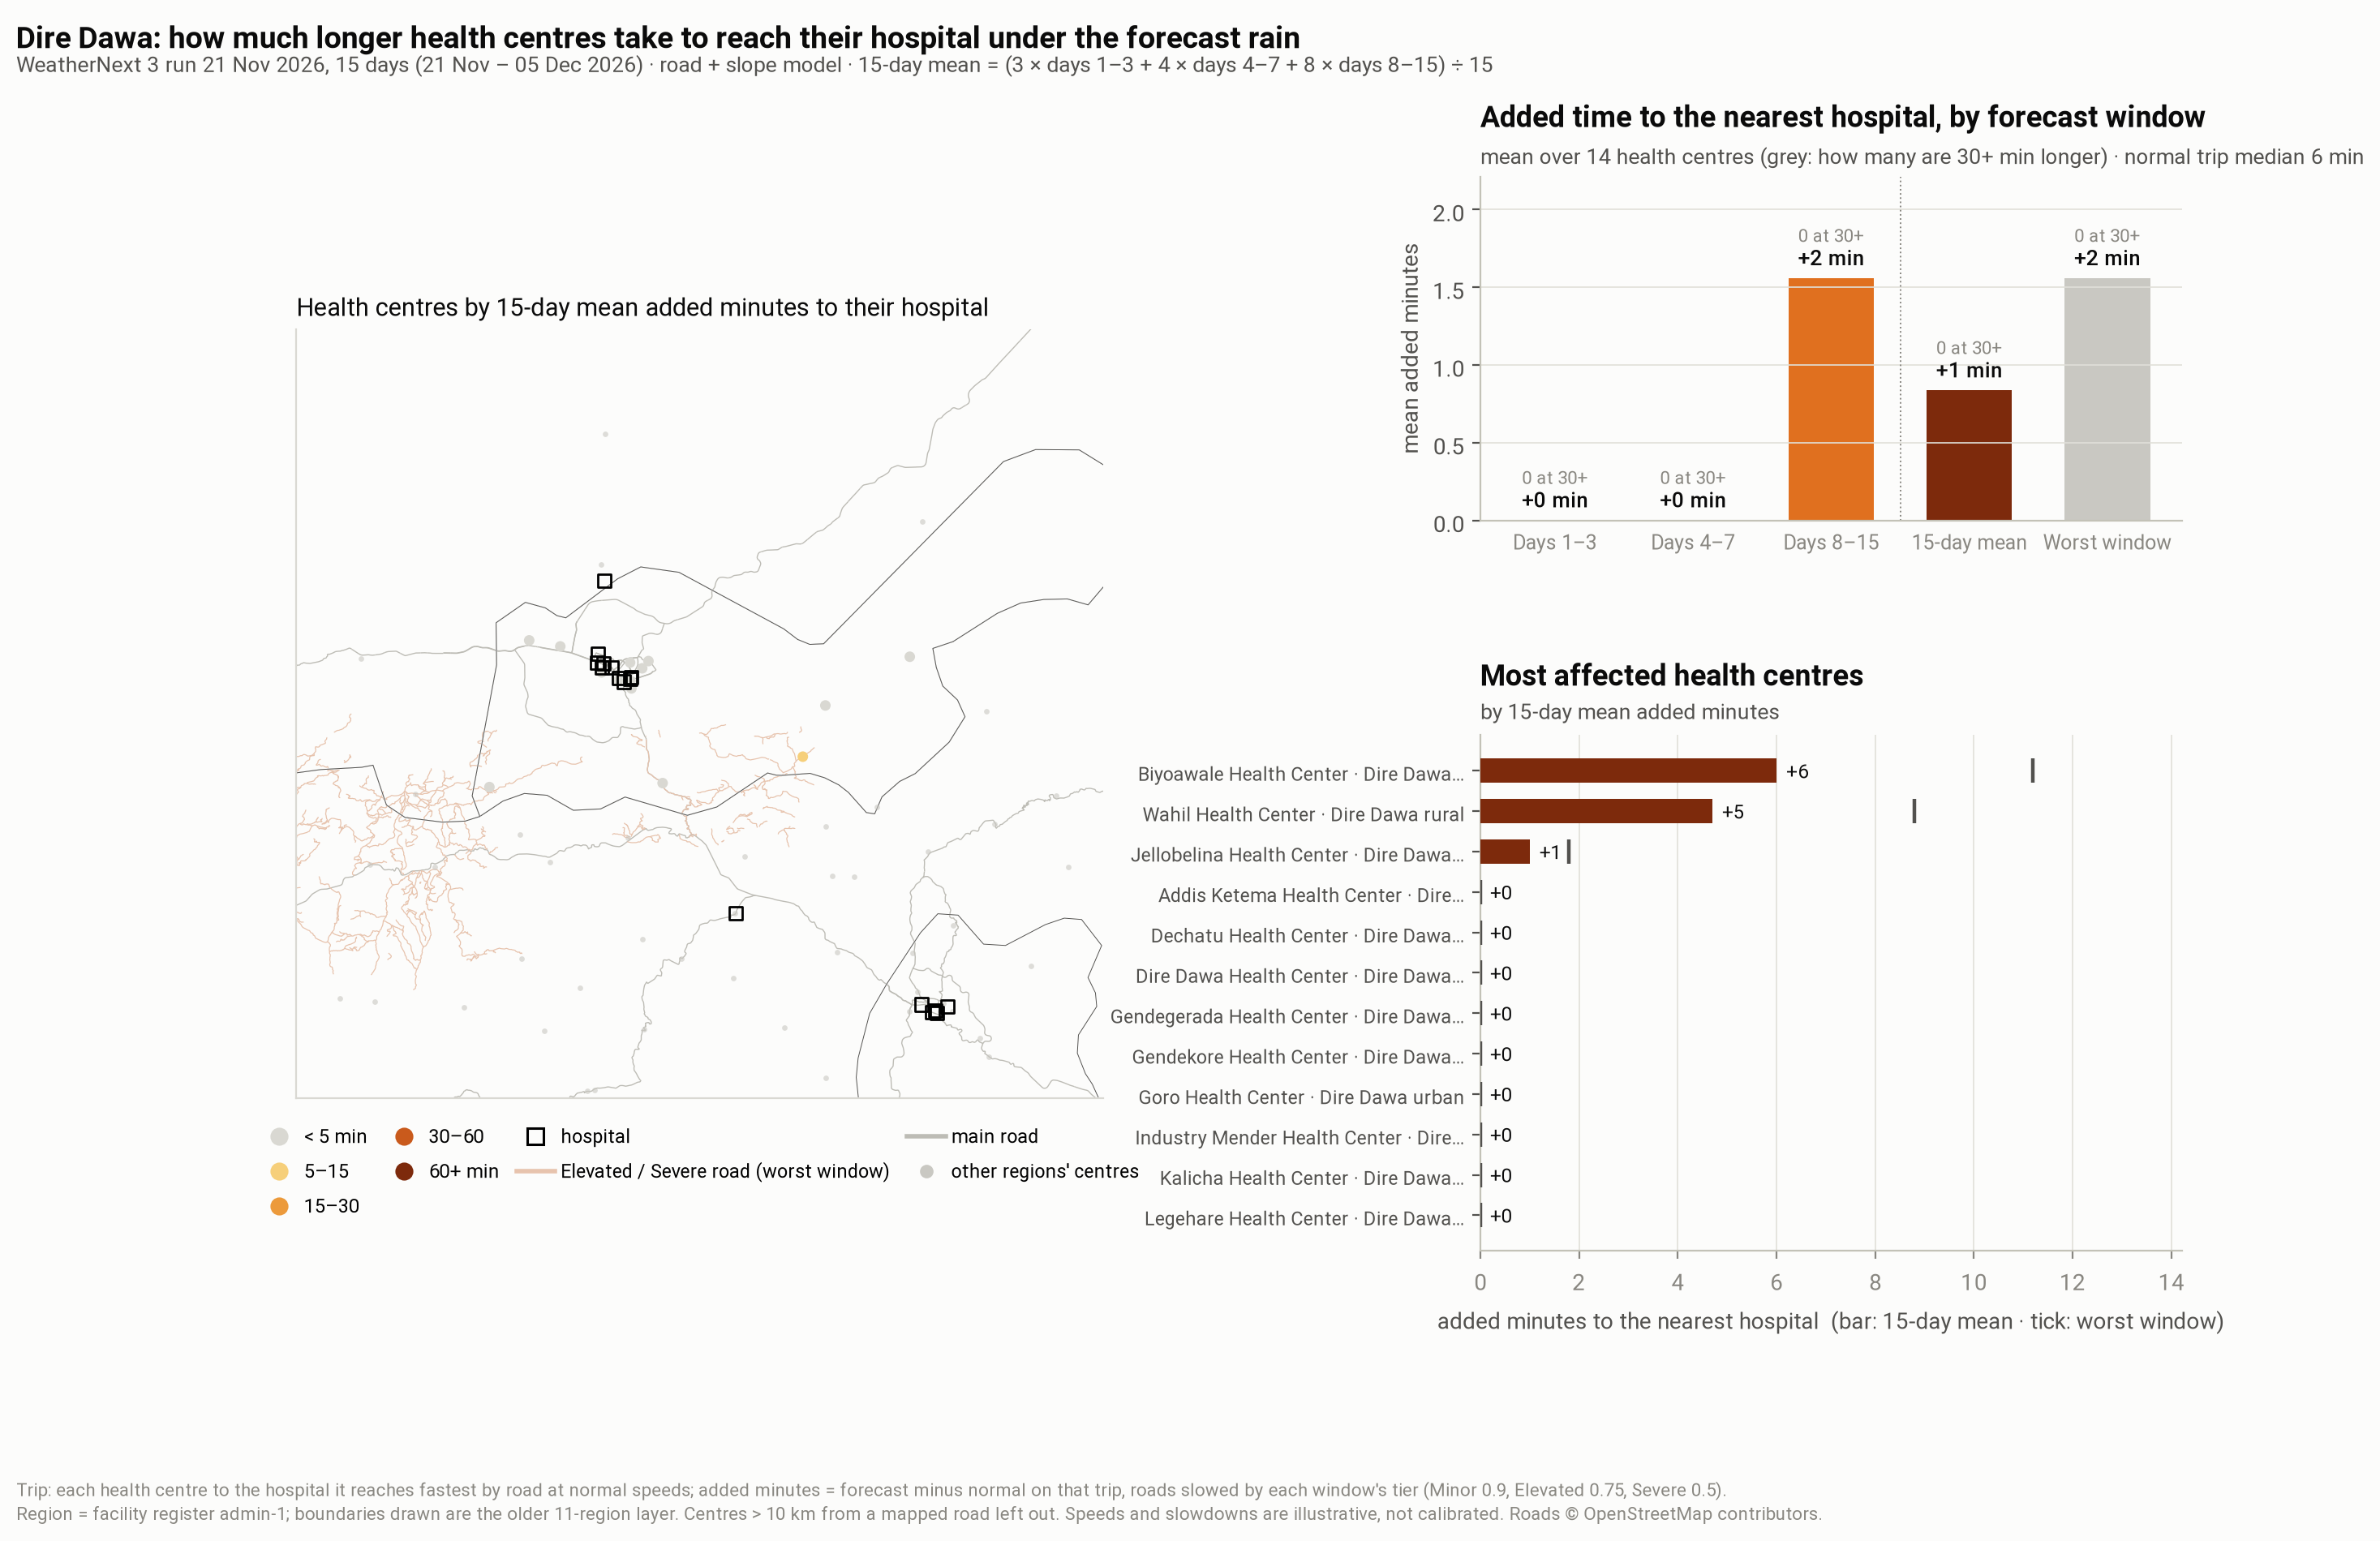 Dire Dawa: how much longer health centres take to reach their hospital under the forecast rain
WeatherNext 3 run 21 Nov 2026, 15 days (21 Nov – 05 Dec 2026) · road + slope model · 15-day mean = (3 × days 1–3 + 4 × days 4–7 + 8 × days 8–15) ÷ 15
Health centres by 15-day mean added minutes to their hospital
< 5 min
5–15
15–30
30–60
60+ min
hospital
Elevated / Severe road (worst window)
main road
other regions' centres
Added time to the nearest hospital, by forecast window
mean over 14 health centres (grey: how many are 30+ min longer) · normal trip median 6 min
mean added minutes
2.0
1.5
1.0
0.5
0.0
0 at 30+
+0 min
0 at 30+
+0 min
0 at 30+
+2 min
0 at 30+
+1 min
0 at 30+
+2 min
Days 1–3
Days 4–7
Days 8–15
15-day mean
Worst window
Most affected health centres
by 15-day mean added minutes
Biyoawale Health Center · Dire Dawa... +6
Wahil Health Center · Dire Dawa rural +5
Jellobelina Health Center · Dire Dawa... +1
Addis Ketema Health Center · Dire... +0
Dechatu Health Center · Dire Dawa... +0
Dire Dawa Health Center · Dire Dawa... +0
Gendegerada Health Center · Dire Dawa... +0
Gendekore Health Center · Dire Dawa... +0
Goro Health Center · Dire Dawa urban +0
Industry Mender Health Center · Dire... +0
Kalicha Health Center · Dire Dawa... +0
Legehare Health Center · Dire Dawa... +0
0 2 4 6 8 10 12 14
added minutes to the nearest hospital (bar: 15-day mean · tick: worst window)
Trip: each health centre to the hospital it reaches fastest by road at normal speeds; added minutes = forecast minus normal on that trip, roads slowed by each window's tier (Minor 0.9, Elevated 0.75, Severe 0.5).
Region = facility register admin-1; boundaries drawn are the older 11-region layer. Centres > 10 km from a mapped road left out. Speeds and slowdowns are illustrative, not calibrated. Roads © OpenStreetMap contributors.